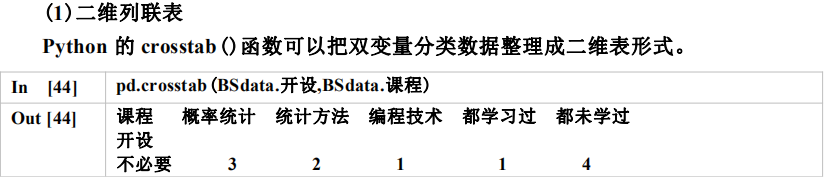 (1)二维列联表
Python 的 crosstab()函数可以把双变量分类数据整理成二维表形式。
In [44] pd.crosstab(BSdata.开设,BSdata.课程)
Out [44] 课程 概率统计 统计方法 编程技术 都学习过 都未学过
开设
不必要 3 2 1 1 4